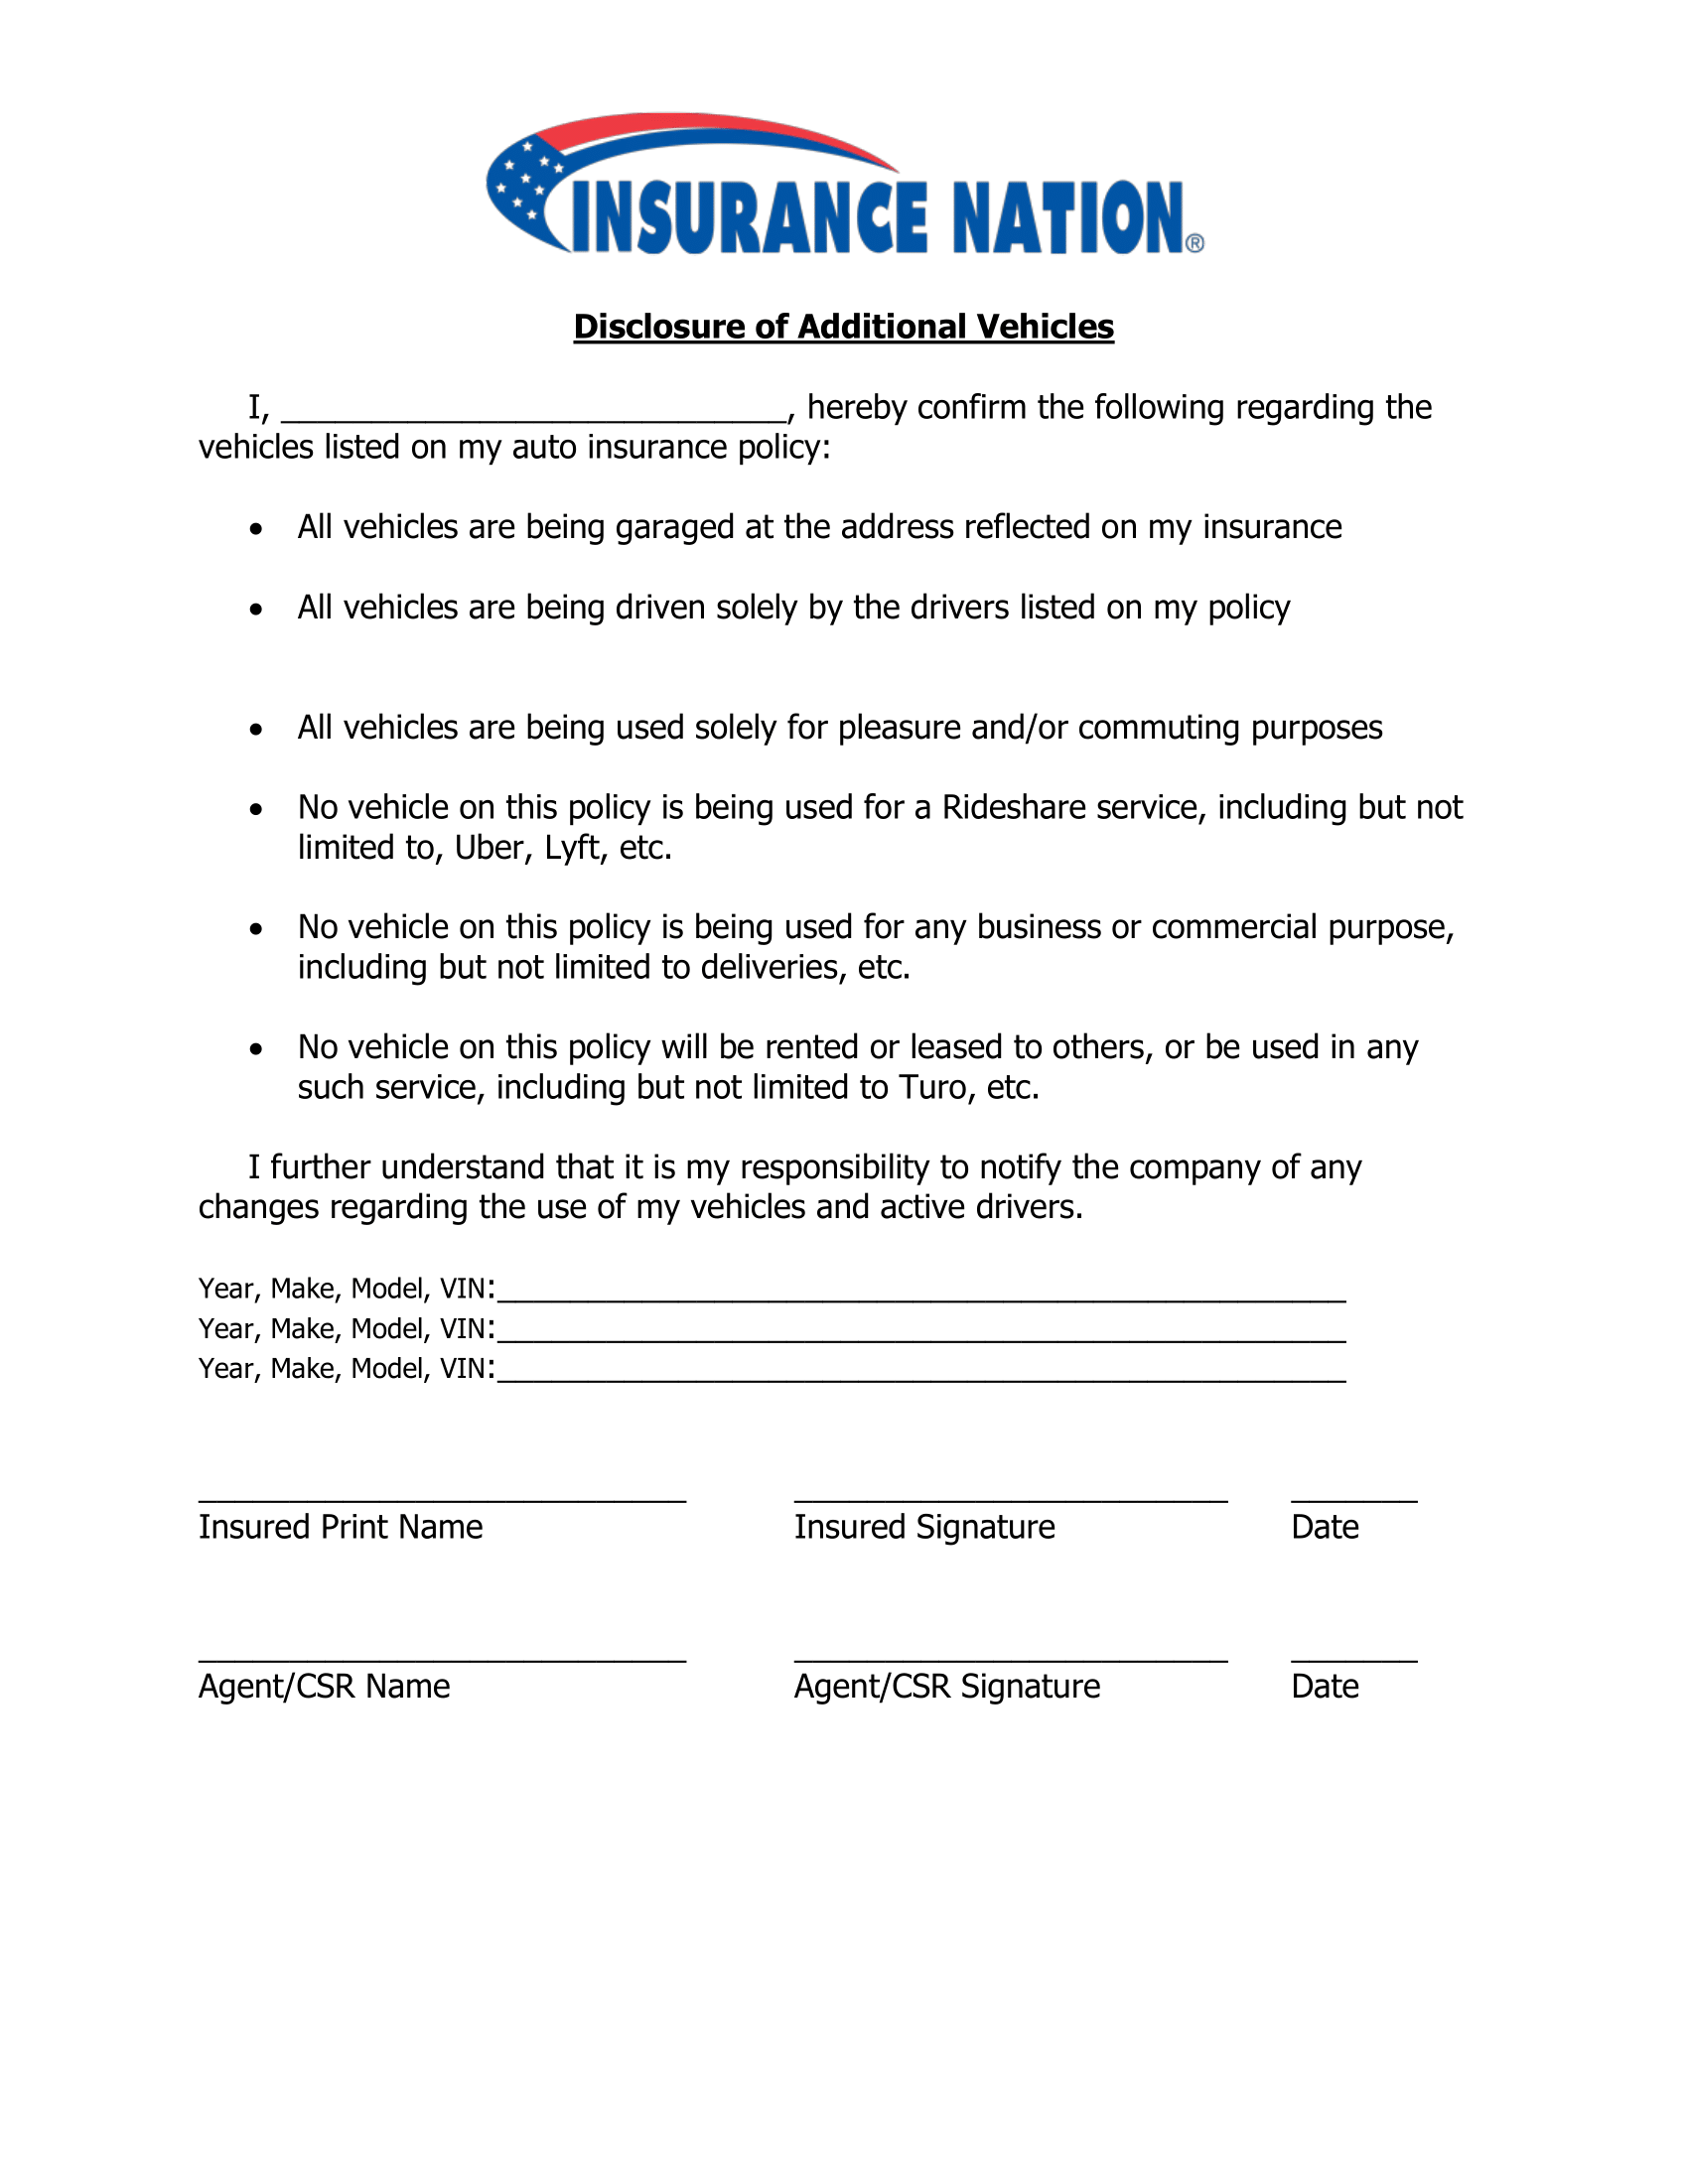 INSURANCE NATION®
Disclosure of Additional Vehicles
I, ____________________________, hereby confirm the following regarding the
vehicles listed on my auto insurance policy:
• All vehicles are being garaged at the address reflected on my insurance
• All vehicles are being driven solely by the drivers listed on my policy
• All vehicles are being used solely for pleasure and/or commuting purposes
• No vehicle on this policy is being used for a Rideshare service, including but not
limited to, Uber, Lyft, etc.
• No vehicle on this policy is being used for any business or commercial purpose,
including but not limited to deliveries, etc.
• No vehicle on this policy will be rented or leased to others, or be used in any
such service, including but not limited to Turo, etc.
I further understand that it is my responsibility to notify the company of any
changes regarding the use of my vehicles and active drivers.
Year, Make, Model, VIN:_______________________________________________
Year, Make, Model, VIN:_______________________________________________
Year, Make, Model, VIN:_______________________________________________
___________________________ ________________________ _______
Insured Print Name Insured Signature Date
___________________________ ________________________ _______
Agent/CSR Name Agent/CSR Signature Date